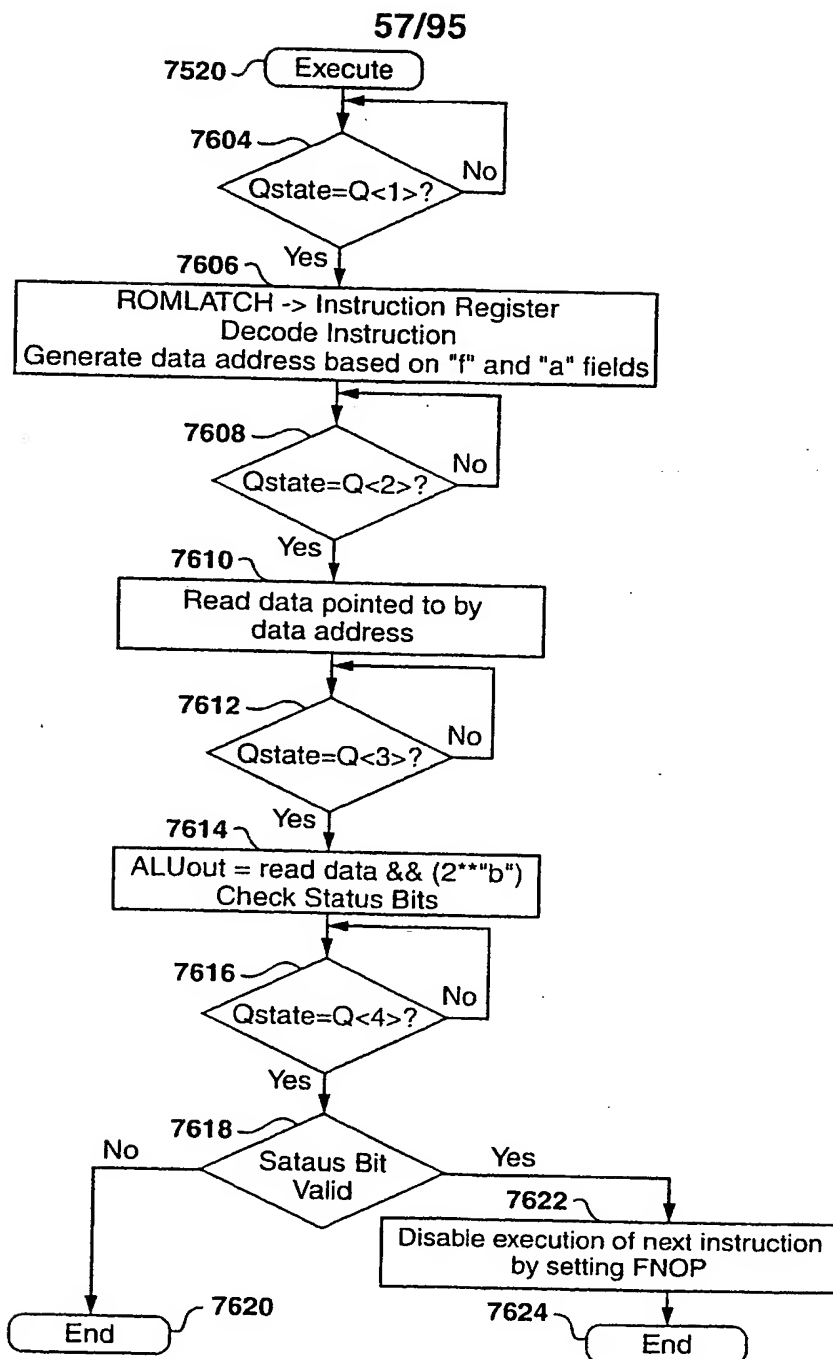 57/95
7520
Execute
7604
Qstate=Q<1>?
No
Yes
7606
ROMLATCH -> Instruction Register
Decode Instruction
Generate data address based on "f" and "a" fields
7608
Qstate=Q<2>?
No
Yes
7610
Read data pointed to by
data address
7612
Qstate=Q<3>?
No
Yes
7614
ALUout = read data && (2**"b")
Check Status Bits
7616
Qstate=Q<4>?
No
Yes
7618
No
Sataus Bit
Valid
Yes
7622
Disable execution of next instruction
by setting FNOP
End
7620
7624
End